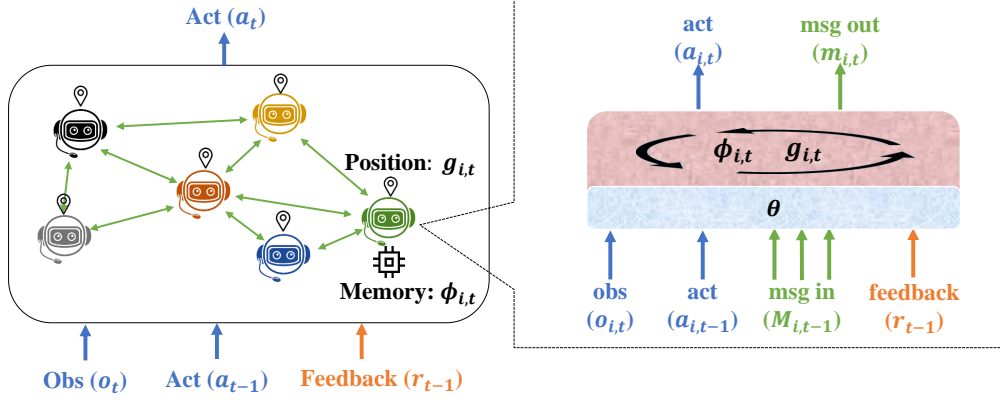 Act (a_t)
Position: g_{i,t}
Memory: ϕ_{i,t}
Obs (o_t)
Act (a_{t−1})
Feedback (r_{t−1})
act
(a_{i,t})
msg out
(m_{i,t})
ϕ_{i,t}
g_{i,t}
θ
obs
(o_{i,t})
act
(a_{i,t−1})
msg in
(M_{i,t−1})
feedback
(r_{t−1})